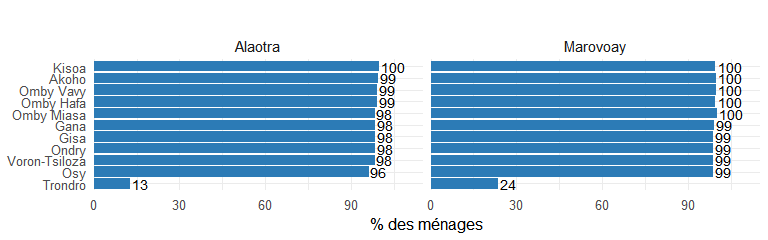 Alaotra Marovoay
Kisoa 100 100
Akoho 99 100
Omby Vavy 99 100
Omby Hafa 99 100
Omby Miasa 98 100
Gana 98 99
Gisa 98 99
Ondry 98 99
Voron-Tsiloza 98 99
Osy 96 99
Trondro 13 24
0 30 60 90 0 30 60 90
% des ménages